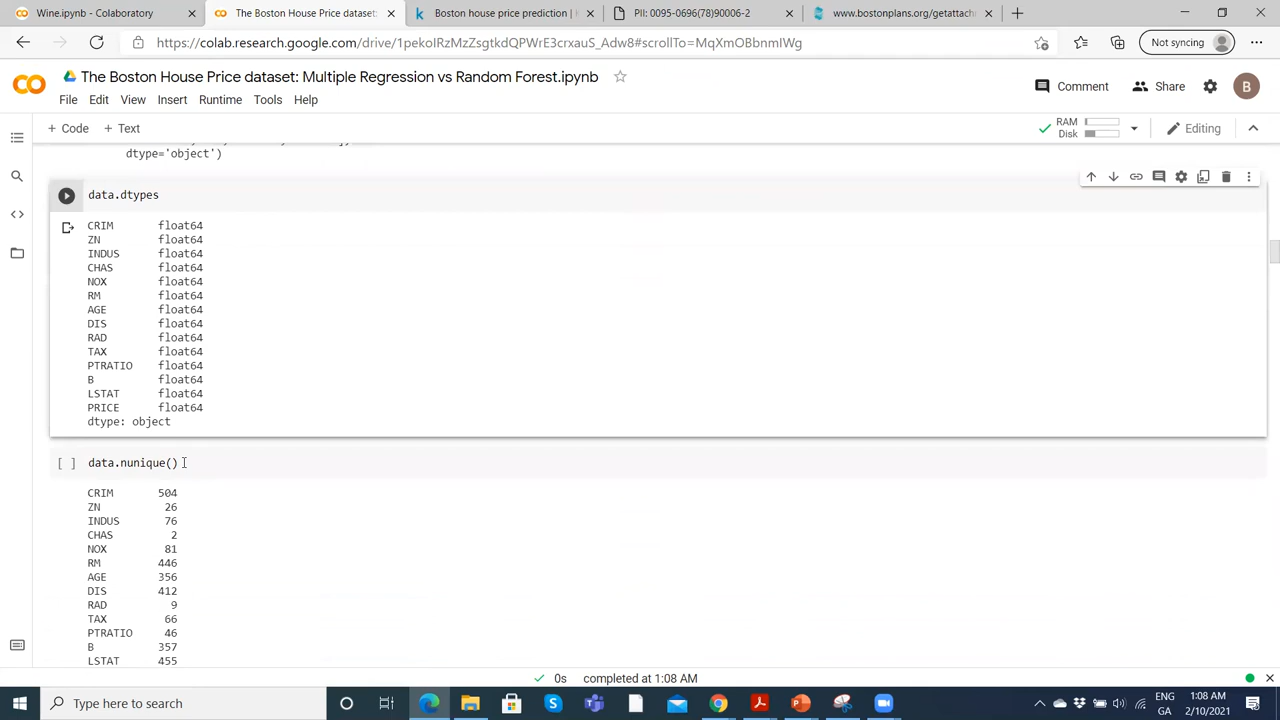 Wine.ipynb - Colaboratory
The Boston House Price dataset:
Boston house price prediction |
PII: 0095-0696(78)90006-2
www.bostonplans.org/getattach
https://colab.research.google.com/drive/1pekoIRzMzZsgtkdQPWrE3crxauS_Adw8#scrollTo=MqXmOBbnmIWg
Not syncing
The Boston House Price dataset: Multiple Regression vs Random Forest.ipynb
Comment
Share
B
File Edit View Insert Runtime Tools Help
+ Code + Text
RAM
Disk
Editing
dtype='object')
data.dtypes
CRIM float64
ZN float64
INDUS float64
CHAS float64
NOX float64
RM float64
AGE float64
DIS float64
RAD float64
TAX float64
PTRATIO float64
B float64
LSTAT float64
PRICE float64
dtype: object
[ ] data.nunique()
CRIM 504
ZN 26
INDUS 76
CHAS 2
NOX 81
RM 446
AGE 356
DIS 412
RAD 9
TAX 66
PTRATIO 46
B 357
LSTAT 455
0s completed at 1:08 AM
Type here to search
ENG
GA
1:08 AM
2/10/2021